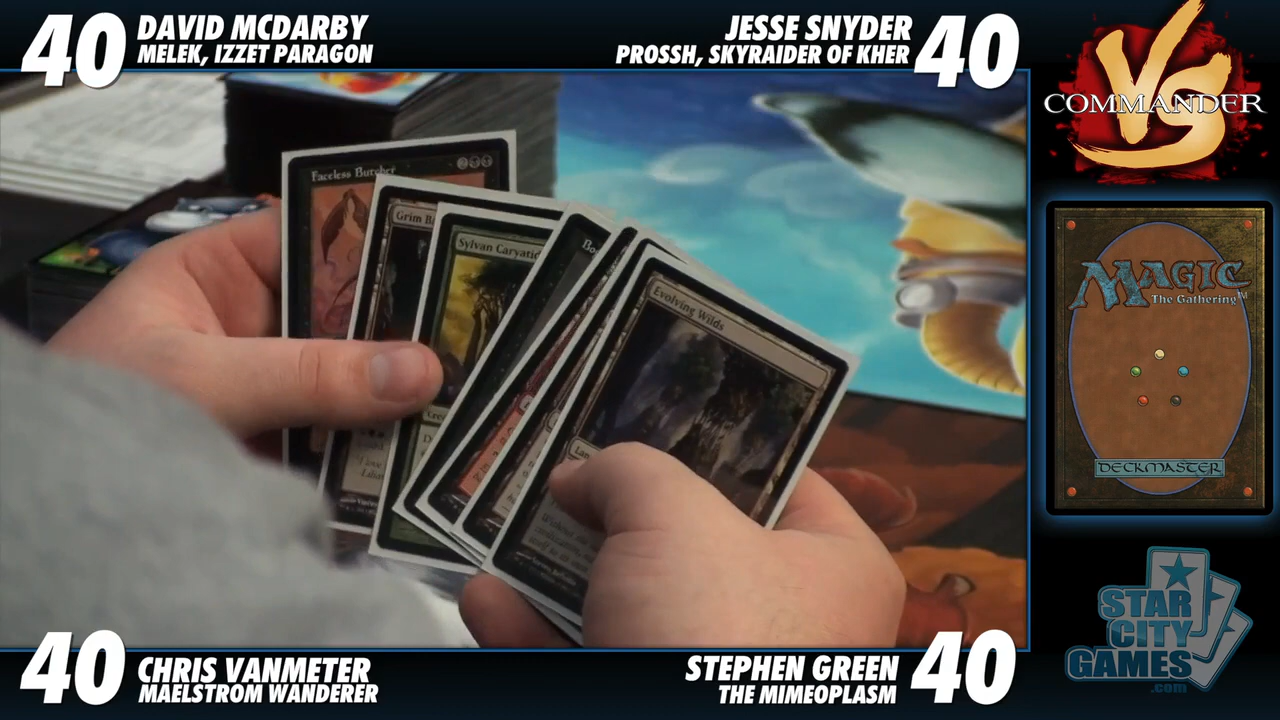 40 DAVID MCDARBY
MELEK, IZZET PARAGON
JESSE SNYDER 40
PROSSH, SKYRAIDER OF KHER
VS
COMMANDER
Faceless Butcher
Grim
Sylvan Caryatid
Evolving Wilds
MAGIC
The Gathering
DECKMASTER
STAR
CITY
GAMES
.com
40 CHRIS VANMETER
MAELSTROM WANDERER
STEPHEN GREEN 40
THE MIMEOPLASM